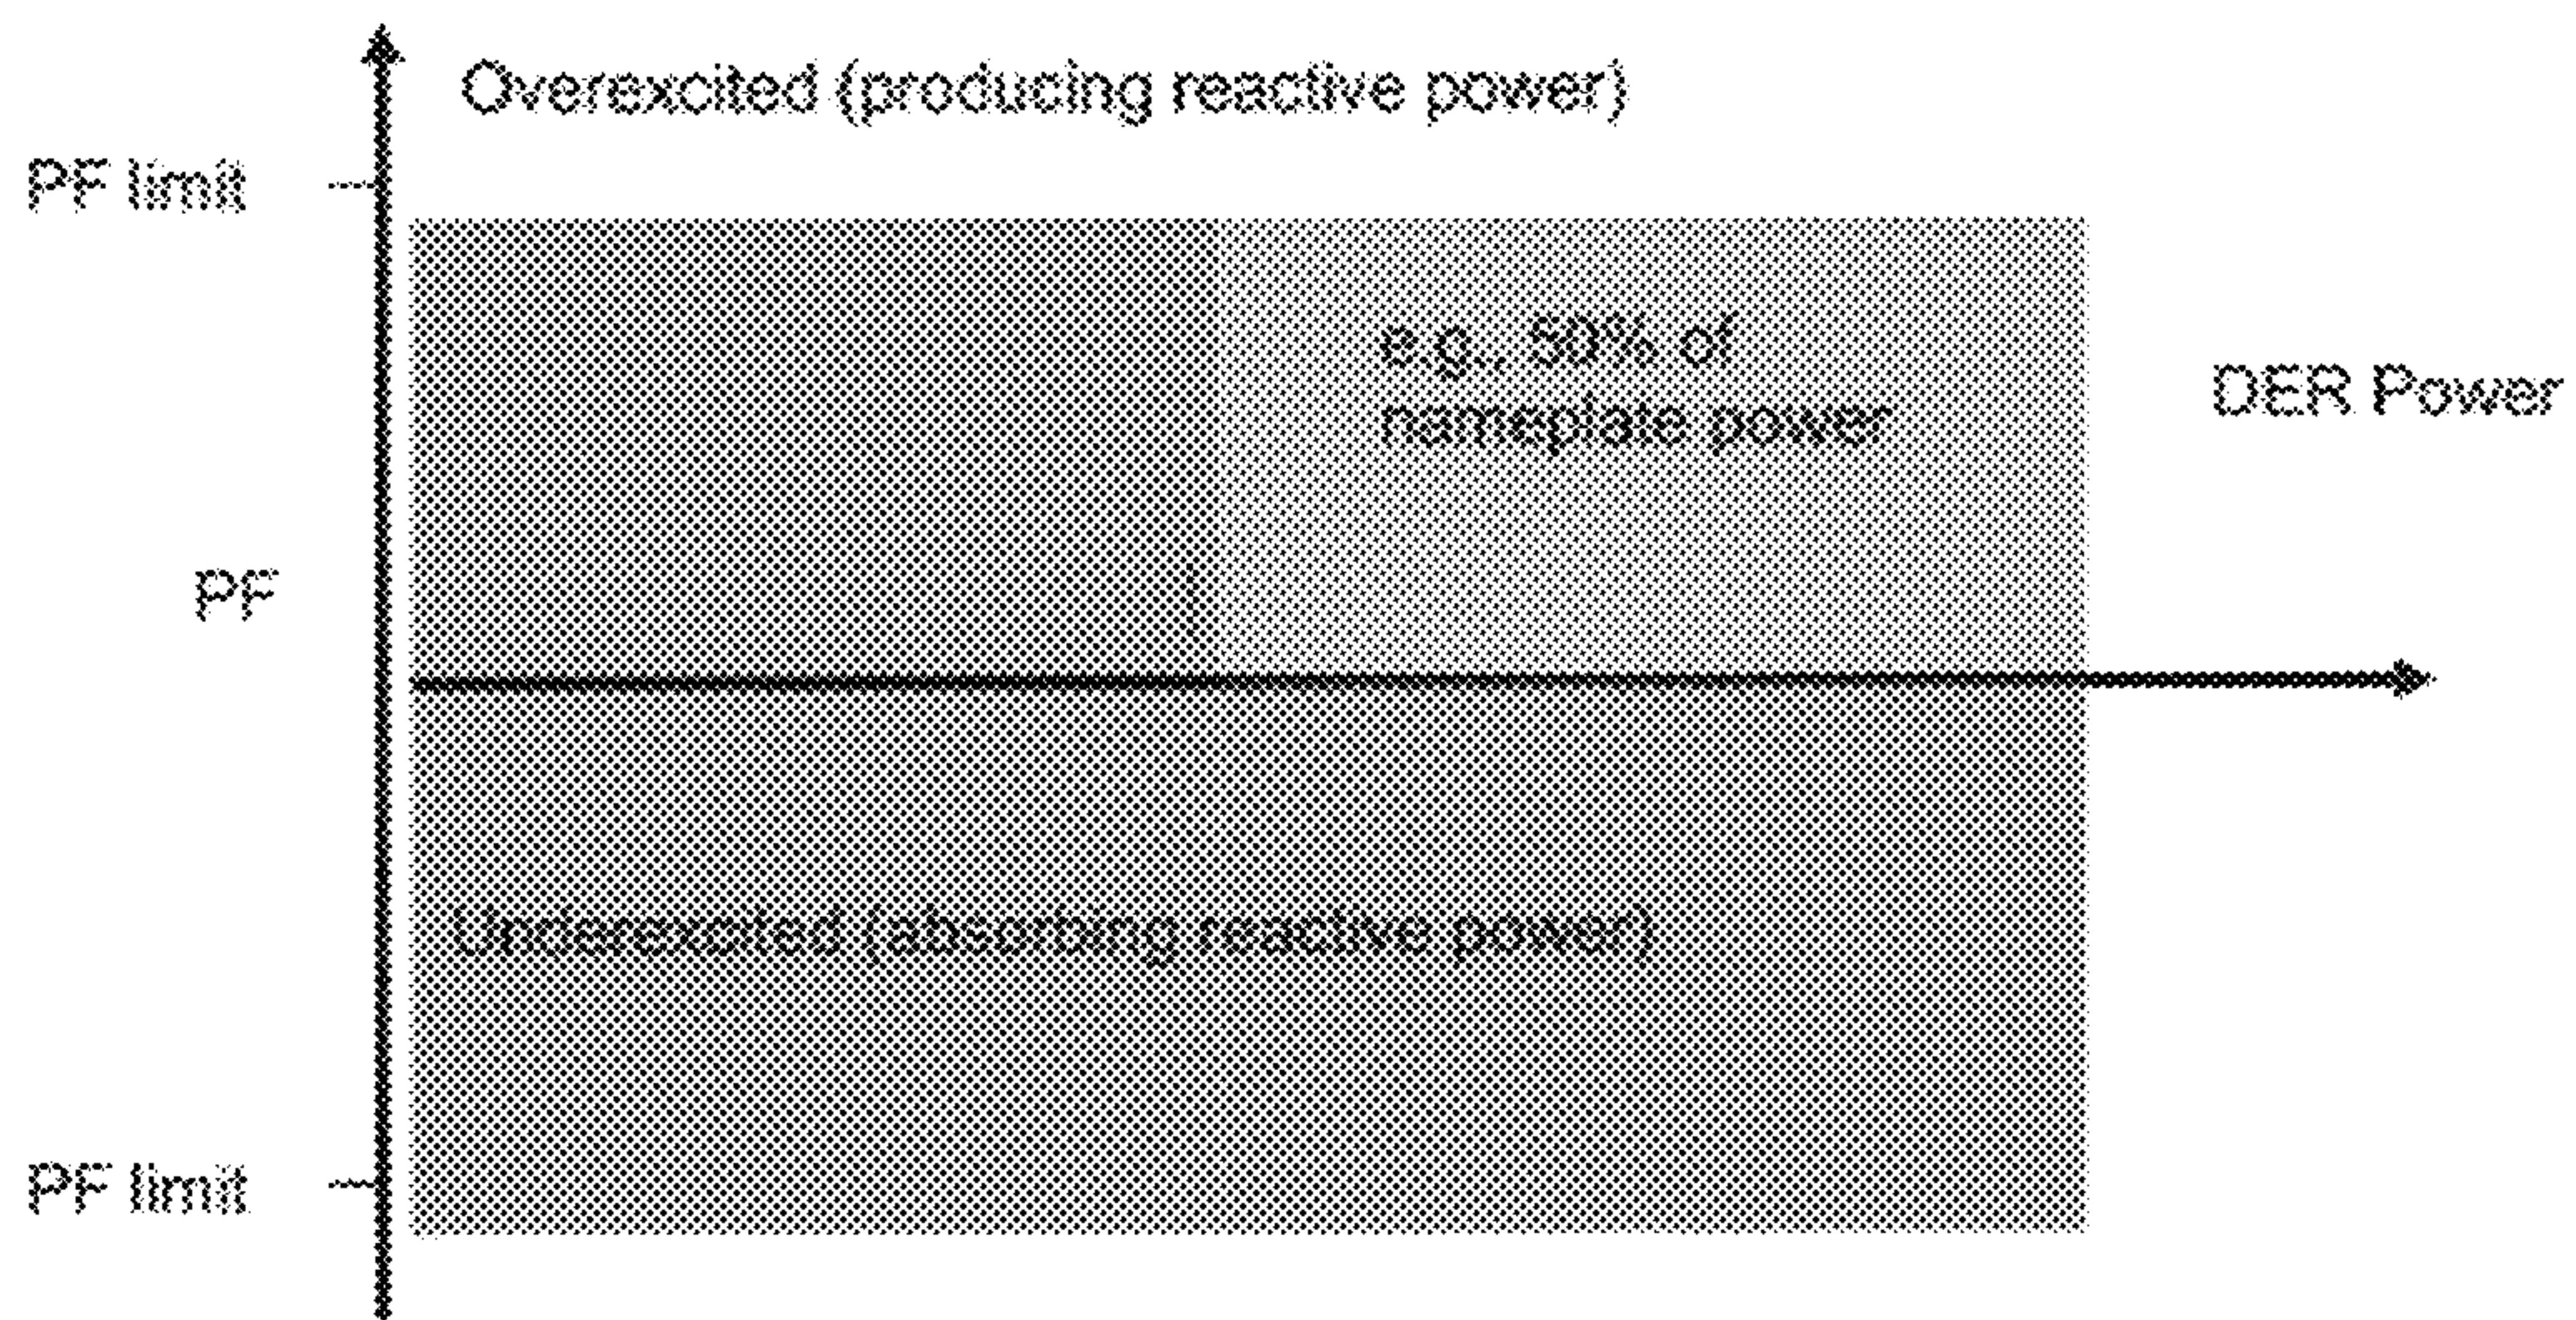 Overexcited (producing reactive power)
PF limit
e.g., 50% of
nameplate power
DER Power
PF
Underexcited (absorbing reactive power)
PF limit